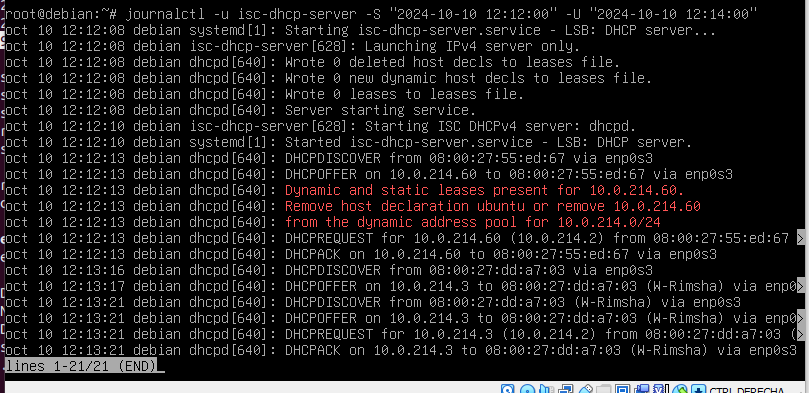 root@debian:~# journalctl -u isc-dhcp-server -S "2024-10-10 12:12:00" -U "2024-10-10 12:14:00"
oct 10 12:12:08 debian systemd[1]: Starting isc-dhcp-server.service - LSB: DHCP server...
oct 10 12:12:08 debian isc-dhcp-server[628]: Launching IPv4 server only.
oct 10 12:12:08 debian dhcpd[640]: Wrote 0 deleted host decls to leases file.
oct 10 12:12:08 debian dhcpd[640]: Wrote 0 new dynamic host decls to leases file.
oct 10 12:12:08 debian dhcpd[640]: Wrote 0 leases to leases file.
oct 10 12:12:08 debian dhcpd[640]: Server starting service.
oct 10 12:12:10 debian isc-dhcp-server[628]: Starting ISC DHCPv4 server: dhcpd.
oct 10 12:12:10 debian systemd[1]: Started isc-dhcp-server.service - LSB: DHCP server.
oct 10 12:12:13 debian dhcpd[640]: DHCPDISCOVER from 08:00:27:55:ed:67 via enp0s3
oct 10 12:12:13 debian dhcpd[640]: DHCPOFFER on 10.0.214.60 to 08:00:27:55:ed:67 via enp0s3
oct 10 12:12:13 debian dhcpd[640]: Dynamic and static leases present for 10.0.214.60.
oct 10 12:12:13 debian dhcpd[640]: Remove host declaration ubuntu or remove 10.0.214.60
oct 10 12:12:13 debian dhcpd[640]: from the dynamic address pool for 10.0.214.0/24
oct 10 12:12:13 debian dhcpd[640]: DHCPREQUEST for 10.0.214.60 (10.0.214.2) from 08:00:27:55:ed:67 >
oct 10 12:12:13 debian dhcpd[640]: DHCPACK on 10.0.214.60 to 08:00:27:55:ed:67 via enp0s3
oct 10 12:13:16 debian dhcpd[640]: DHCPDISCOVER from 08:00:27:dd:a7:03 via enp0s3
oct 10 12:13:17 debian dhcpd[640]: DHCPOFFER on 10.0.214.3 to 08:00:27:dd:a7:03 (W-Rimsha) via enp0>
oct 10 12:13:21 debian dhcpd[640]: DHCPDISCOVER from 08:00:27:dd:a7:03 (W-Rimsha) via enp0s3
oct 10 12:13:21 debian dhcpd[640]: DHCPOFFER on 10.0.214.3 to 08:00:27:dd:a7:03 (W-Rimsha) via enp0>
oct 10 12:13:21 debian dhcpd[640]: DHCPREQUEST for 10.0.214.3 (10.0.214.2) from 08:00:27:dd:a7:03 (>
oct 10 12:13:21 debian dhcpd[640]: DHCPACK on 10.0.214.3 to 08:00:27:dd:a7:03 (W-Rimsha) via enp0s3
lines 1-21/21 (END)
CTRL DERECHA